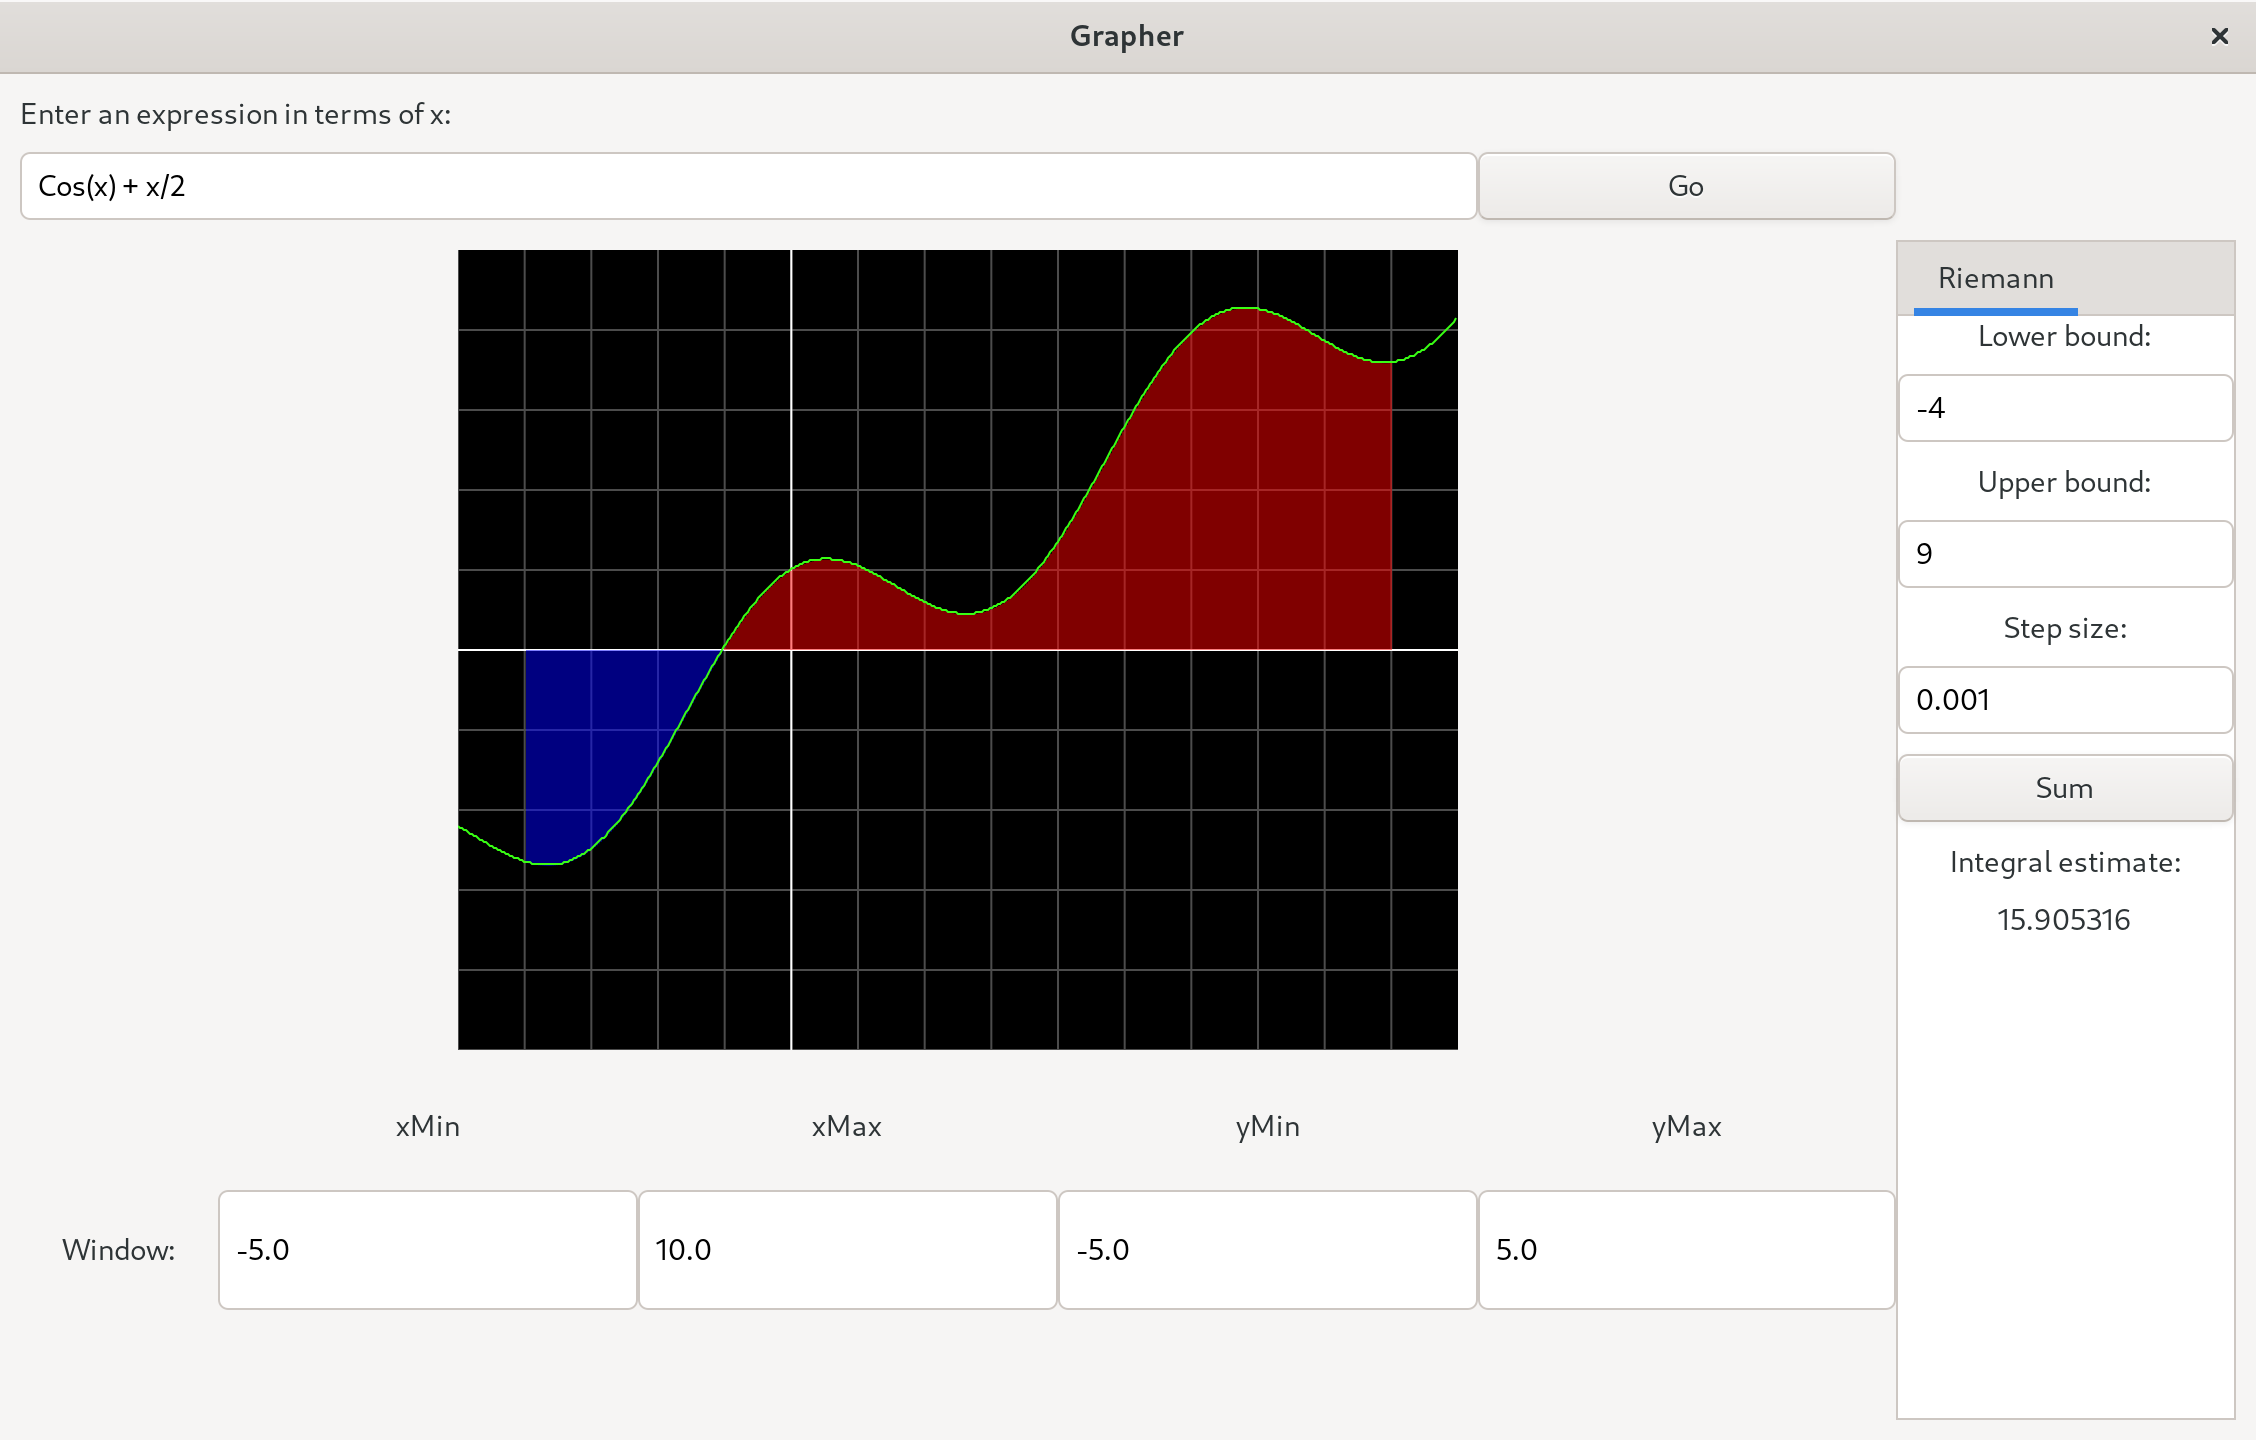 Grapher
Enter an expression in terms of x:
Cos(x) + x/2
Go
Riemann
Lower bound:
-4
Upper bound:
9
Step size:
0.001
Sum
Integral estimate:
15.905316
xMin xMax yMin yMax
Window: -5.0 10.0 -5.0 5.0